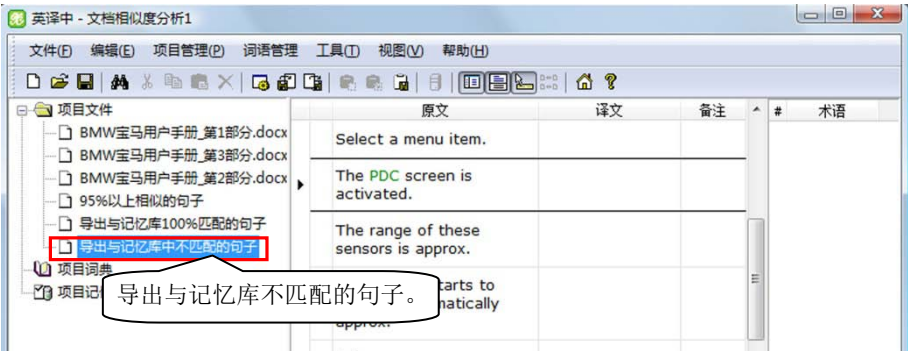 英译中 - 文档相似度分析1
文件(F) 编辑(E) 项目管理(P) 词语管理 工具(T) 视图(V) 帮助(H)
项目文件
BMW宝马用户手册_第1部分.docx
BMW宝马用户手册_第3部分.docx
BMW宝马用户手册_第2部分.docx
95%以上相似的句子
导出与记忆库100%匹配的句子
导出与记忆库中不匹配的句子
项目词典
项目记
导出与记忆库不匹配的句子。
原文 译文 备注
Select a menu item.
The PDC screen is
activated.
The range of these
sensors is approx.
arts to
matically
approx.
# 术语